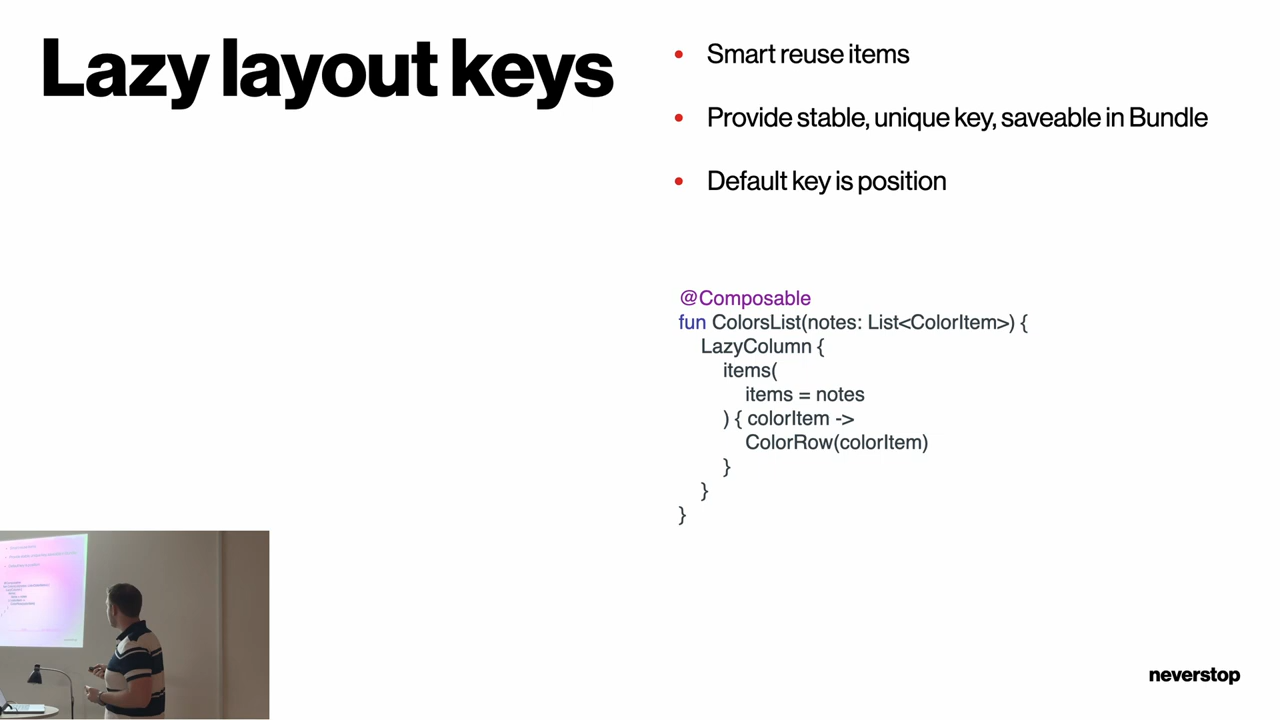 Lazy layout keys
• Smart reuse items
• Provide stable, unique key, saveable in Bundle
• Default key is position
@Composable
fun ColorsList(notes: List<ColorItem>) {
    LazyColumn {
        items(
            items = notes
        ) { colorItem ->
            ColorRow(colorItem)
        }
    }
}
neverstop